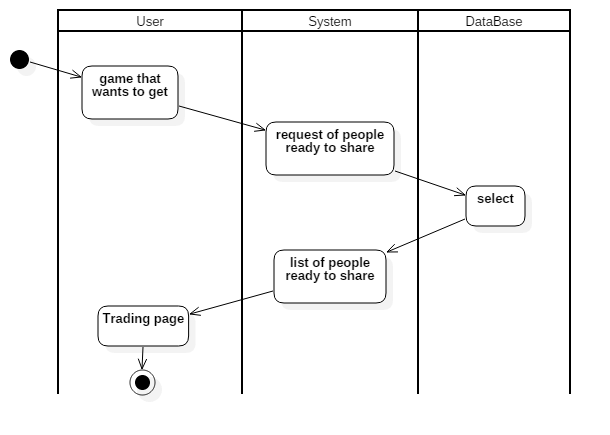 User
System
DataBase
game that
wants to get
request of people
ready to share
select
list of people
ready to share
Trading page